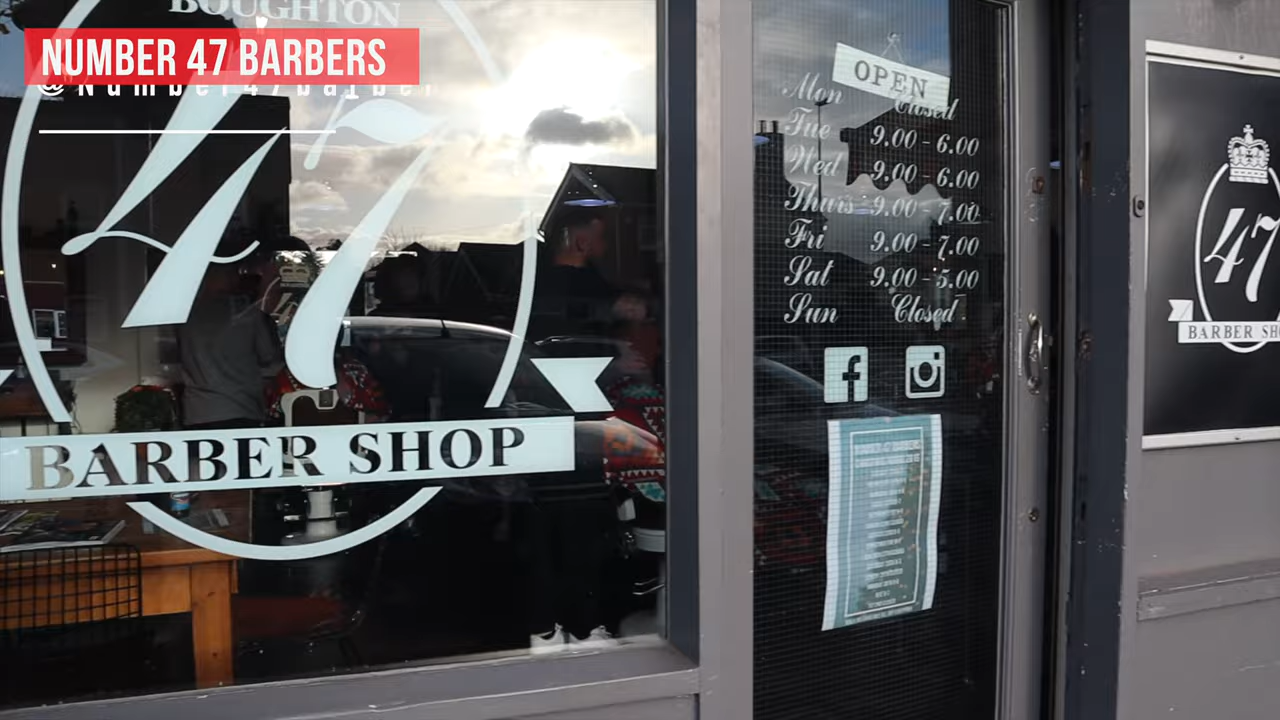 BOUGHTON
NUMBER 47 BARBERS
@Number47barber
47
BARBER SHOP
OPEN
Mon Closed
Tue 9.00 - 6.00
Wed 9.00 - 6.00
Thurs 9.00 - 7.00
Fri 9.00 - 7.00
Sat 9.00 - 5.00
Sun Closed
f
47
BARBER SHO